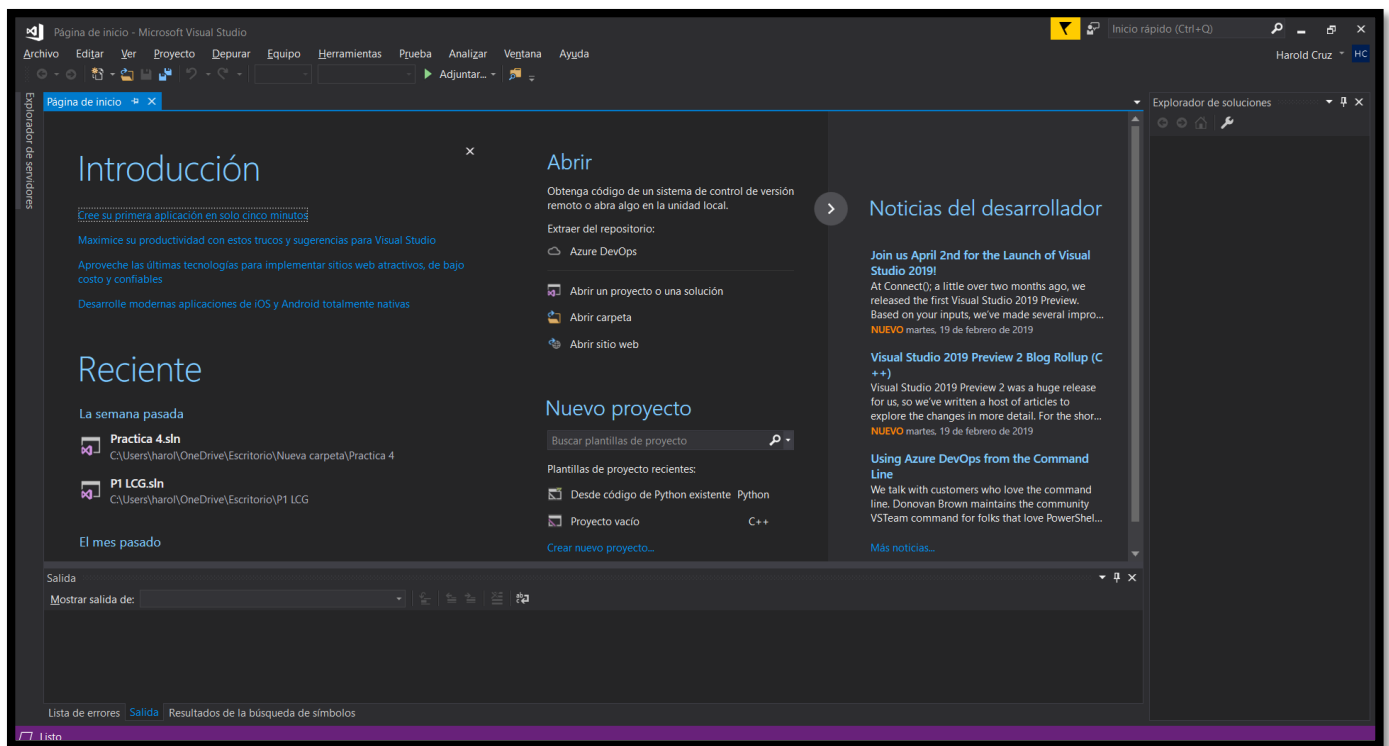 Página de inicio - Microsoft Visual Studio
Inicio rápido (Ctrl+Q)
Archivo Editar Ver Proyecto Depurar Equipo Herramientas Prueba Analizar Ventana Ayuda
Harold Cruz HC
Adjuntar...
Explorador de servidores
Página de inicio
Introducción
Cree su primera aplicación en solo cinco minutos
Maximice su productividad con estos trucos y sugerencias para Visual Studio
Aproveche las últimas tecnologías para implementar sitios web atractivos, de bajo
costo y confiables
Desarrolle modernas aplicaciones de iOS y Android totalmente nativas
Reciente
La semana pasada
Practica 4.sln
C:\Users\harol\OneDrive\Escritorio\Nueva carpeta\Practica 4
P1 LCG.sln
C:\Users\harol\OneDrive\Escritorio\P1 LCG
El mes pasado
Abrir
Obtenga código de un sistema de control de versión
remoto o abra algo en la unidad local.
Extraer del repositorio:
Azure DevOps
Abrir un proyecto o una solución
Abrir carpeta
Abrir sitio web
Nuevo proyecto
Buscar plantillas de proyecto
Plantillas de proyecto recientes:
Desde código de Python existente Python
Proyecto vacío C++
Crear nuevo proyecto...
Noticias del desarrollador
Join us April 2nd for the Launch of Visual
Studio 2019!
At Connect(); a little over two months ago, we
released the first Visual Studio 2019 Preview.
Based on your inputs, we've made several impro...
NUEVO martes, 19 de febrero de 2019
Visual Studio 2019 Preview 2 Blog Rollup (C
++)
Visual Studio 2019 Preview 2 was a huge release
for us, so we've written a host of articles to
explore the changes in more detail. For the shor...
NUEVO martes, 19 de febrero de 2019
Using Azure DevOps from the Command
Line
We talk with customers who love the command
line. Donovan Brown maintains the community
VSTeam command for folks that love PowerShel...
Más noticias...
Explorador de soluciones
Salida
Mostrar salida de:
Lista de errores Salida Resultados de la búsqueda de símbolos
Listo